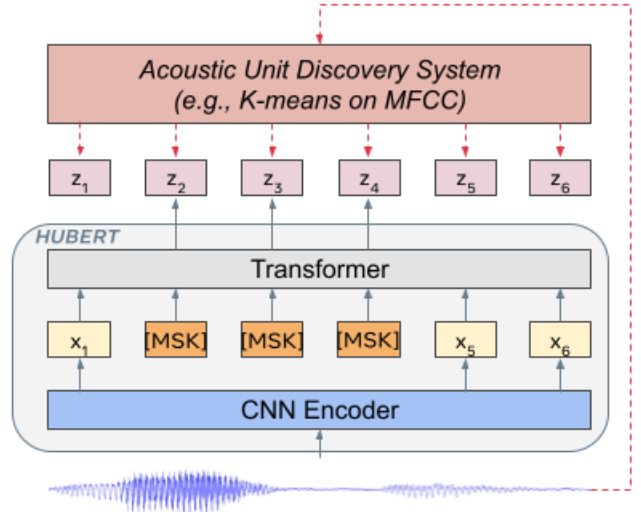 Acoustic Unit Discovery System
(e.g., K-means on MFCC)
z₁ z₂ z₃ z₄ z₅ z₆
HUBERT
Transformer
x₁ [MSK] [MSK] [MSK] x₅ x₆
CNN Encoder